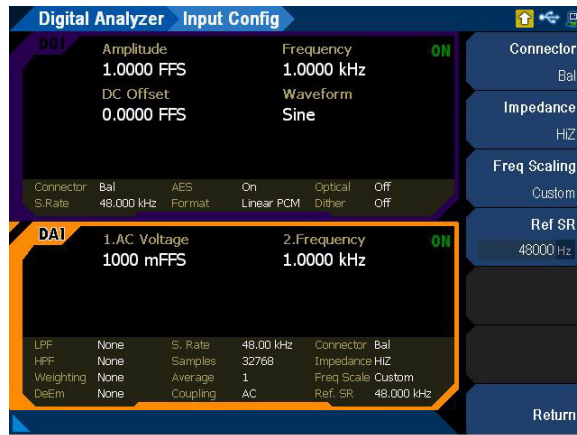 Digital Analyzer Input Config
DG1
Amplitude Frequency ON
1.0000 FFS 1.0000 kHz
DC Offset Waveform
0.0000 FFS Sine
Connector Bal AES On Optical Off
S.Rate 48.000 kHz Format Linear PCM Dither Off
DA1
1.AC Voltage 2.Frequency ON
1000 mFFS 1.0000 kHz
LPF None S. Rate 48.00 kHz Connector Bal
HPF None Samples 32768 Impedance HiZ
Weighting None Average 1 Freq Scale Custom
DeEm None Coupling AC Ref. SR 48.000 kHz
Connector
Bal
Impedance
HiZ
Freq Scaling
Custom
Ref SR
48000 Hz
Return